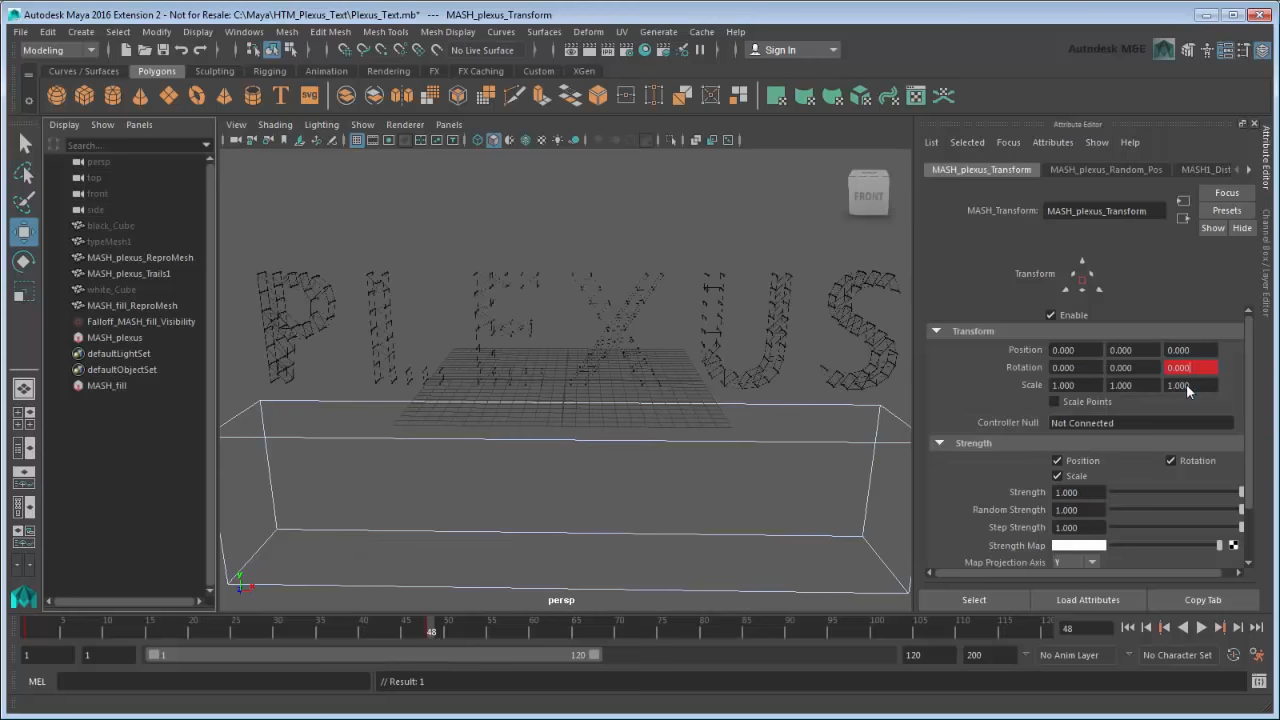 Autodesk Maya 2016 Extension 2 - Not for Resale: C:\Maya\HTM_Plexus_Text\Plexus_Text.mb* --- MASH_plexus_Transform
File Edit Create Select Modify Display Windows Mesh Edit Mesh Mesh Tools Mesh Display Curves Surfaces Deform UV Generate Cache Help
Modeling No Live Surface Sign In Autodesk M&E
Curves / Surfaces Polygons Sculpting Rigging Animation Rendering FX FX Caching Custom XGen
T SVG
Display Show Panels
Search...
persp
top
front
side
black_Cube
typeMesh1
MASH_plexus_ReproMesh
MASH_plexus_Trails1
white_Cube
MASH_fill_ReproMesh
Falloff_MASH_fill_Visibility
MASH_plexus
defaultLightSet
defaultObjectSet
MASH_fill
View Shading Lighting Show Renderer Panels
FRONT
PLEXUS
y x
persp
Attribute Editor
List Selected Focus Attributes Show Help
MASH_plexus_Transform MASH_plexus_Random_Pos MASH1_Dist
Focus
MASH_Transform: MASH_plexus_Transform Presets
Show Hide
Transform
Enable
Transform
Position 0.000 0.000 0.000
Rotation 0.000 0.000 0.000
Scale 1.000 1.000 1.000
Scale Points
Controller Null Not Connected
Strength
Position Rotation
Scale
Strength 1.000
Random Strength 1.000
Step Strength 1.000
Strength Map
Map Projection Axis Y
Select Load Attributes Copy Tab
Attribute Editor
Channel Box / Layer Editor
5 10 15 20 25 30 35 40 45 50 55 60 65 70 75 80 85 90 95 100 105 110 115 120
48 48
1 1 1 120 120 200 No Anim Layer No Character Set
MEL // Result: 1